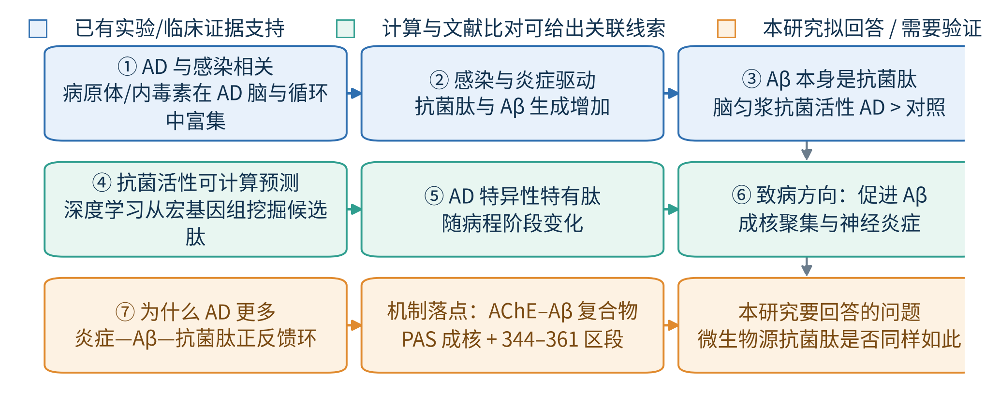 已有实验/临床证据支持
计算与文献比对可给出关联线索
本研究拟回答 / 需要验证
① AD 与感染相关
病原体/内毒素在 AD 脑与循环
中富集
② 感染与炎症驱动
抗菌肽与 Aβ 生成增加
③ Aβ 本身是抗菌肽
脑匀浆抗菌活性 AD > 对照
④ 抗菌活性可计算预测
深度学习从宏基因组挖掘候选
肽
⑤ AD 特异性特有肽
随病程阶段变化
⑥ 致病方向：促进 Aβ
成核聚集与神经炎症
⑦ 为什么 AD 更多
炎症—Aβ—抗菌肽正反馈环
机制落点：AChE–Aβ 复合物
PAS 成核 + 344–361 区段
本研究要回答的问题
微生物源抗菌肽是否同样如此